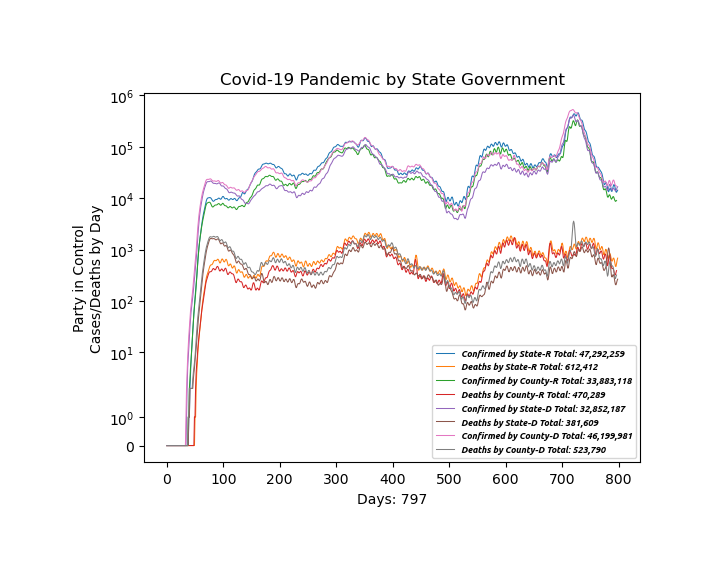 Covid-19 Pandemic by State Government
Party in Control
Cases/Deaths by Day
10^6
10^5
10^4
10^3
10^2
10^1
10^0
0
Confirmed by State-R Total: 47,292,259
Deaths by State-R Total: 612,412
Confirmed by County-R Total: 33,883,118
Deaths by County-R Total: 470,289
Confirmed by State-D Total: 32,852,187
Deaths by State-D Total: 381,609
Confirmed by County-D Total: 46,199,981
Deaths by County-D Total: 523,790
0 100 200 300 400 500 600 700 800
Days: 797